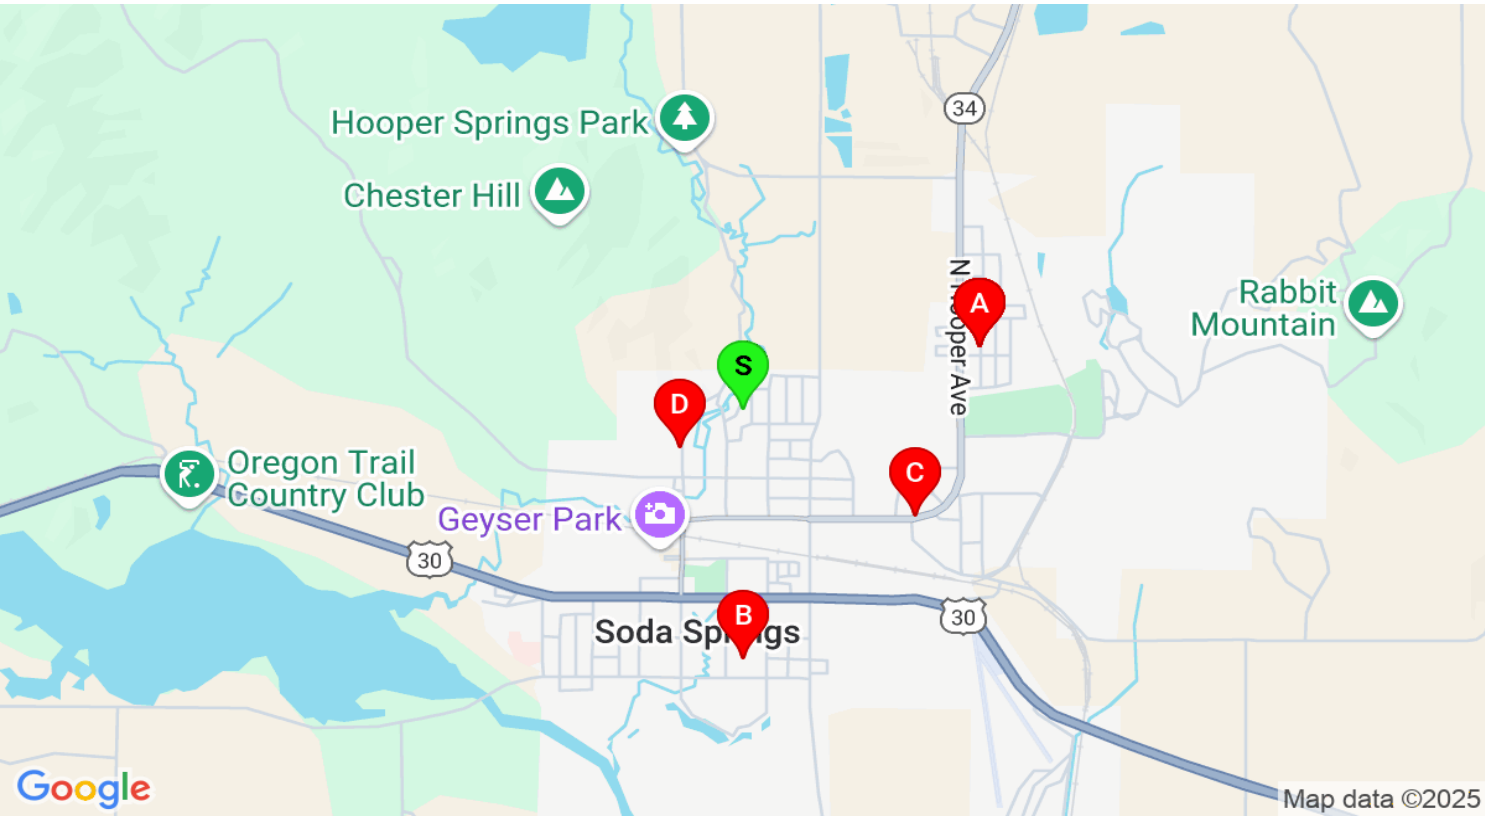 Hooper Springs Park
34
Chester Hill
N Hooper Ave
A
Rabbit
Mountain
S
D
Oregon Trail
Country Club
C
Geyser Park
30
B
30
Soda Springs
Google
Map data ©2025